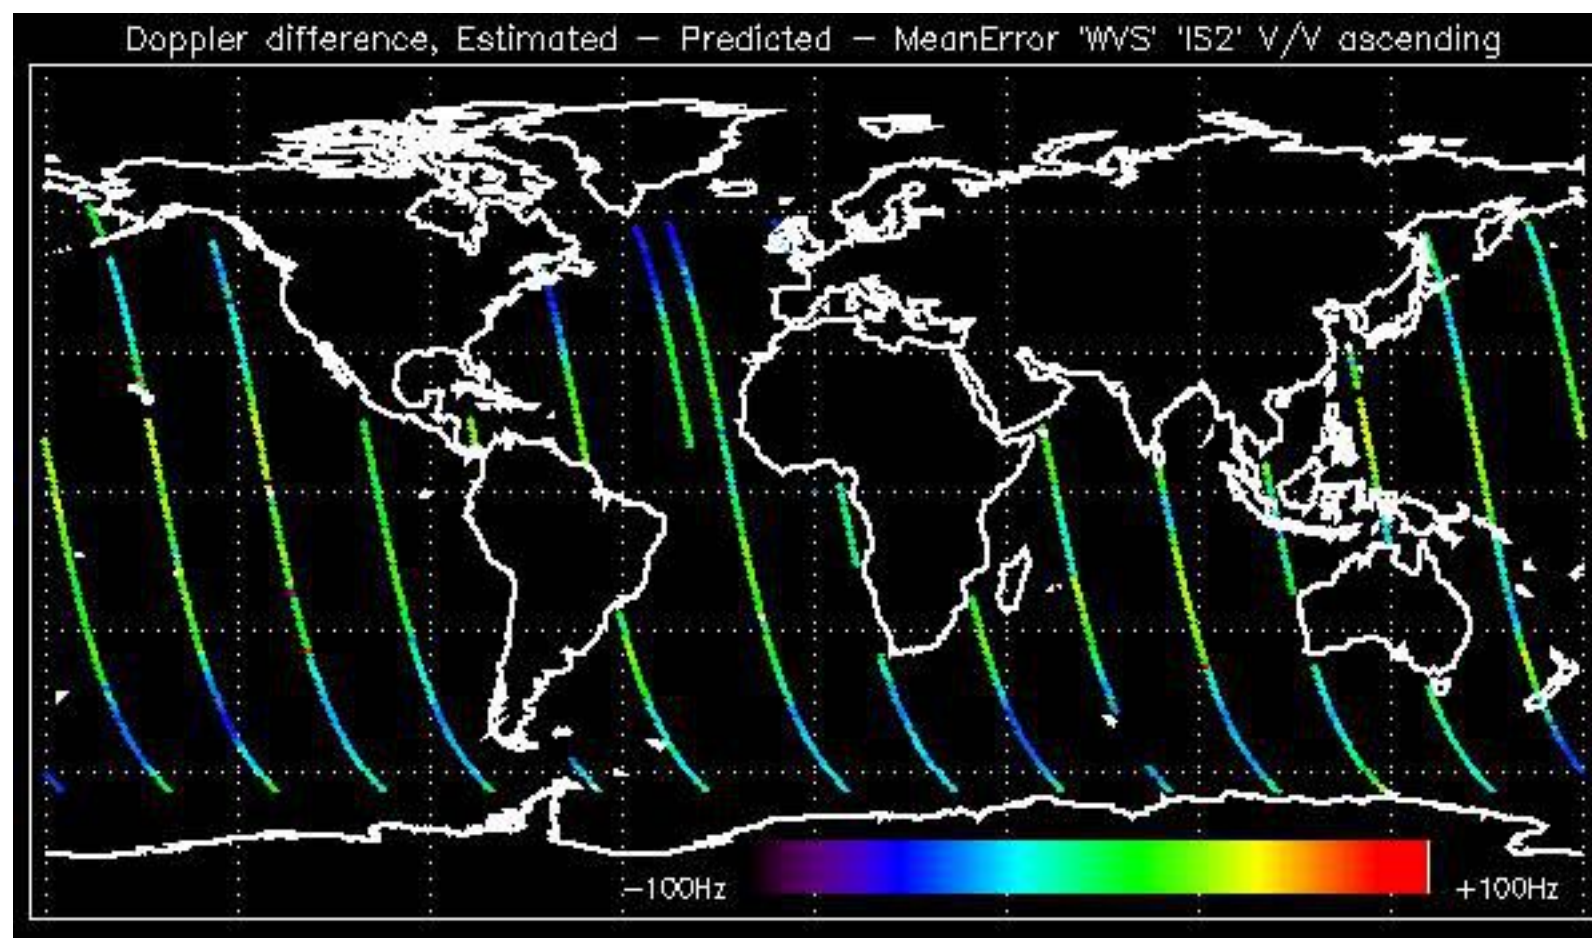 Doppler difference, Estimated – Predicted – MeanError 'WVS' 'IS2' V/V ascending
-100Hz
+100Hz